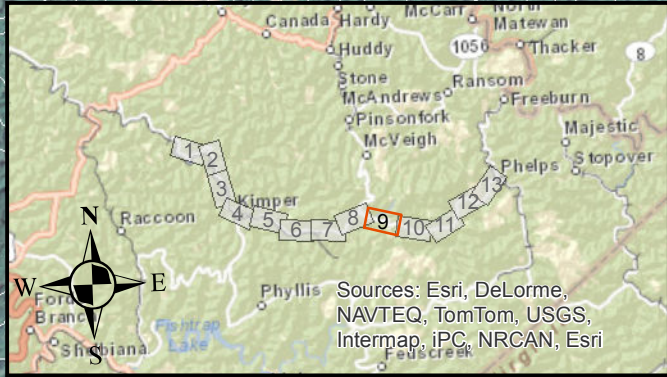 McCarr
North
Canada
Hardy
Matewan
Huddy
1056
Thacker
8
Stone
Ransom
McAndrews
Freeburn
Pinsonfork
Majestic
McVeigh
Stopover
1
2
Phelps
3
13
Kimper
12
4
5
6
7
8
9
10
11
Raccoon
N
W
E
S
Phyllis
Sources: Esri, DeLorme,
NAVTEQ, TomTom, USGS,
Intermap, iPC, NRCAN, Esri
Ford
Branch
Fishtrap
Lake
Shelbiana
Fedscreek